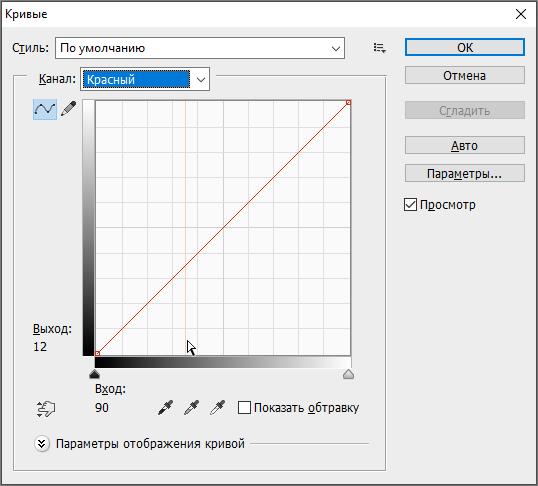 Кривые
Стиль: По умолчанию
OK
Канал: Красный
Отмена
Сгладить
Авто
Параметры...
Просмотр
Выход:
12
Вход:
90
Показать обтравку
Параметры отображения кривой